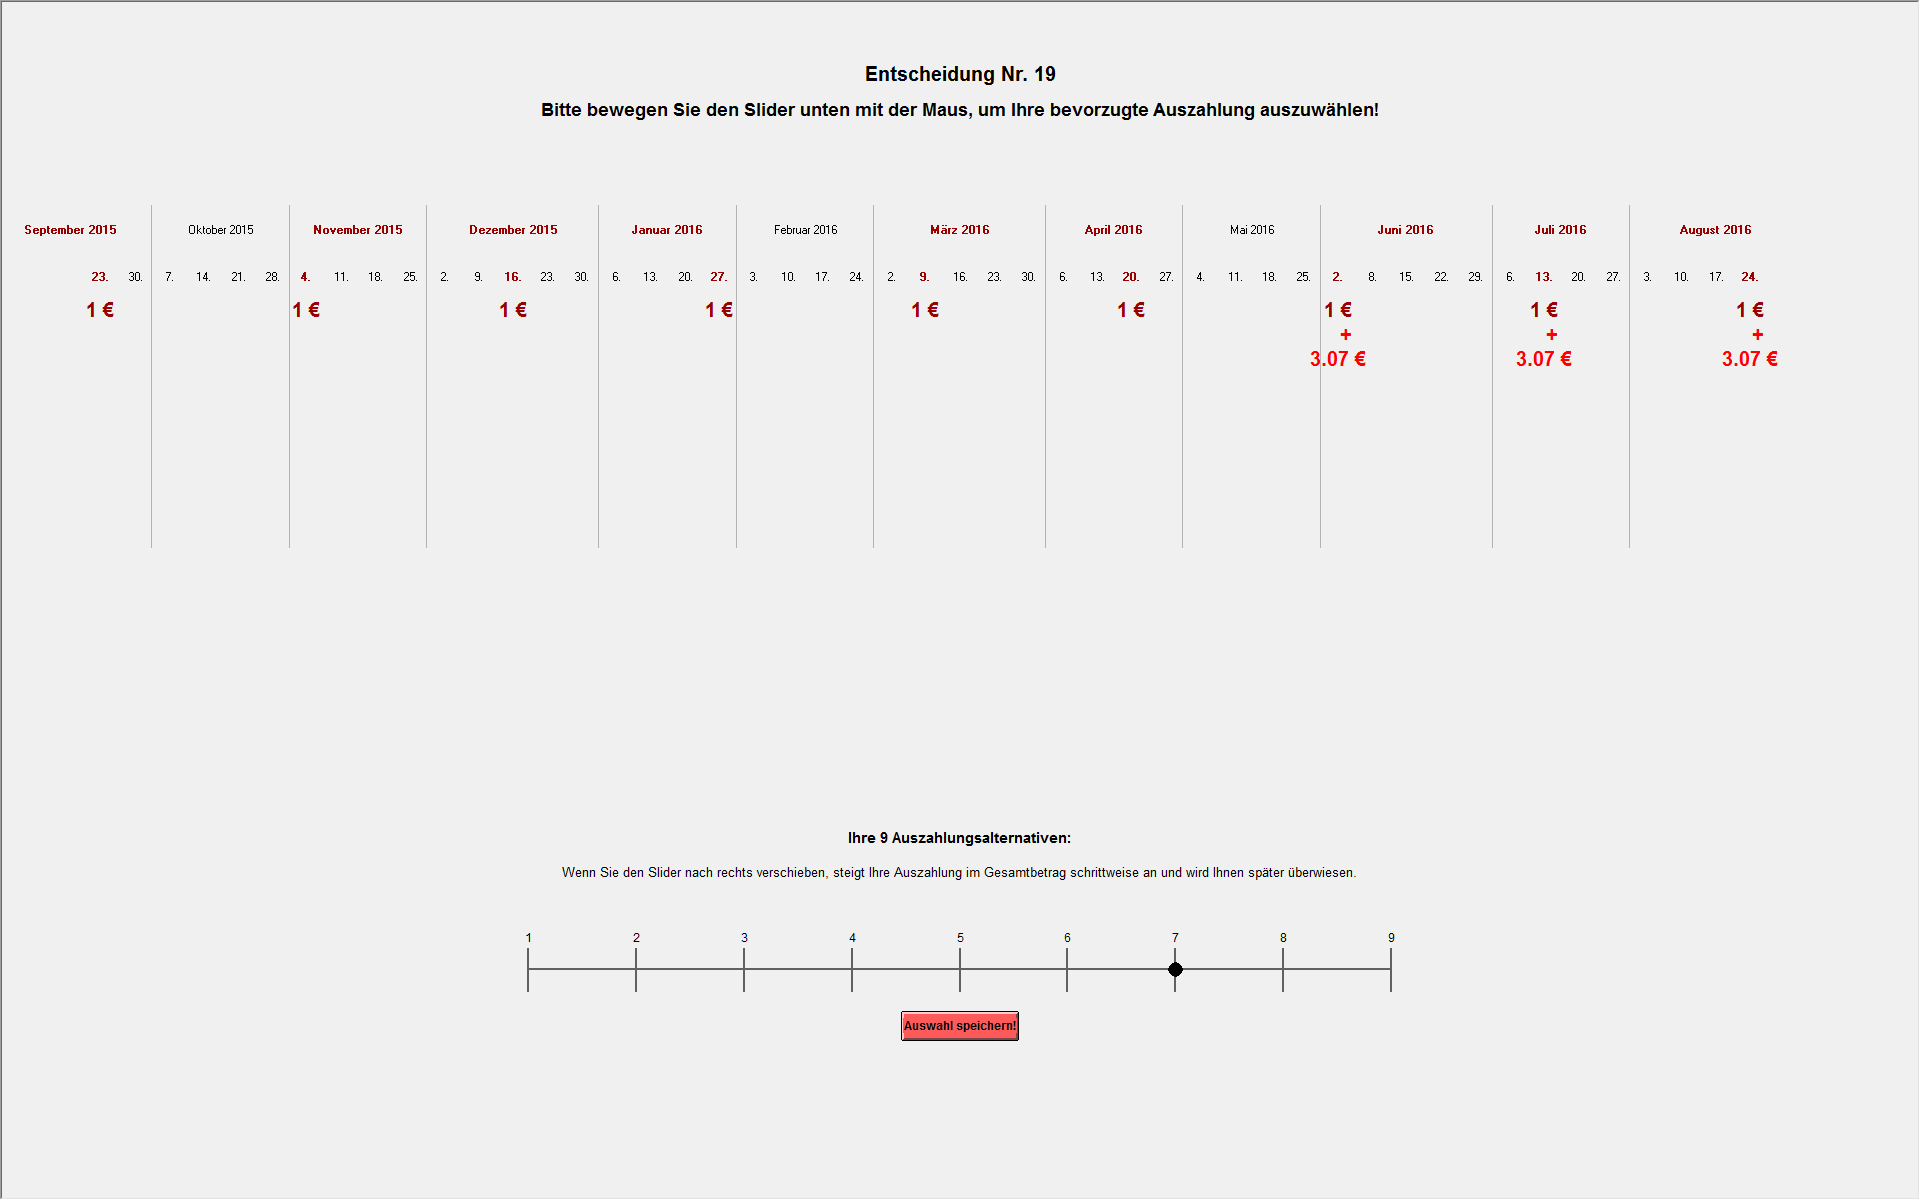 Entscheidung Nr. 19
Bitte bewegen Sie den Slider unten mit der Maus, um Ihre bevorzugte Auszahlung auszuwählen!
September 2015 Oktober 2015 November 2015 Dezember 2015 Januar 2016 Februar 2016 März 2016 April 2016 Mai 2016 Juni 2016 Juli 2016 August 2016
23. 30. 7. 14. 21. 28. 4. 11. 18. 25. 2. 9. 16. 23. 30. 6. 13. 20. 27. 3. 10. 17. 24. 2. 9. 16. 23. 30. 6. 13. 20. 27. 4. 11. 18. 25. 2. 8. 15. 22. 29. 6. 13. 20. 27. 3. 10. 17. 24.
1 € 1 € 1 € 1 € 1 € 1 € 1 € 1 € 1 €
+ + +
3.07 € 3.07 € 3.07 €
Ihre 9 Auszahlungsalternativen:
Wenn Sie den Slider nach rechts verschieben, steigt Ihre Auszahlung im Gesamtbetrag schrittweise an und wird Ihnen später überwiesen.
1 2 3 4 5 6 7 8 9
Auswahl speichern!